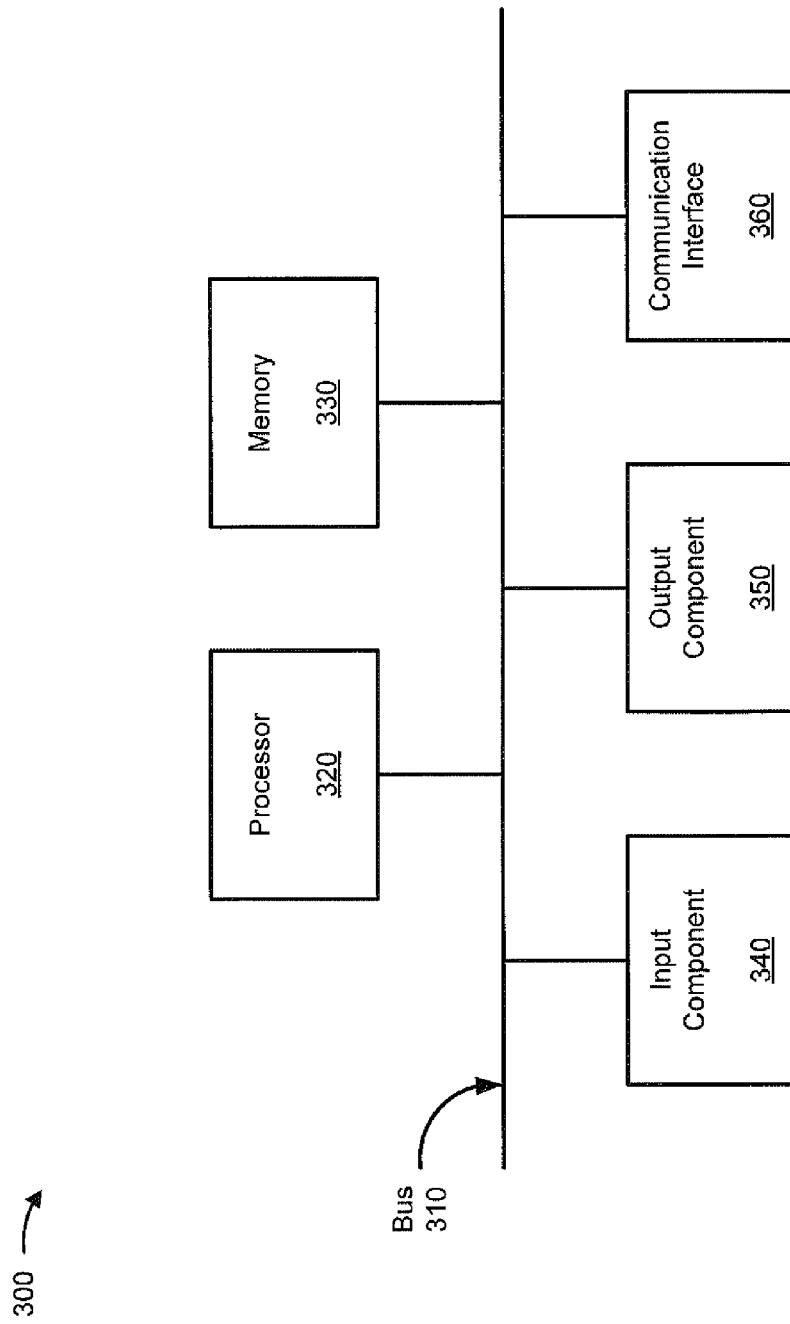 300
Bus
310
Processor
320
Memory
330
Input
Component
340
Output
Component
350
Communication
Interface
360